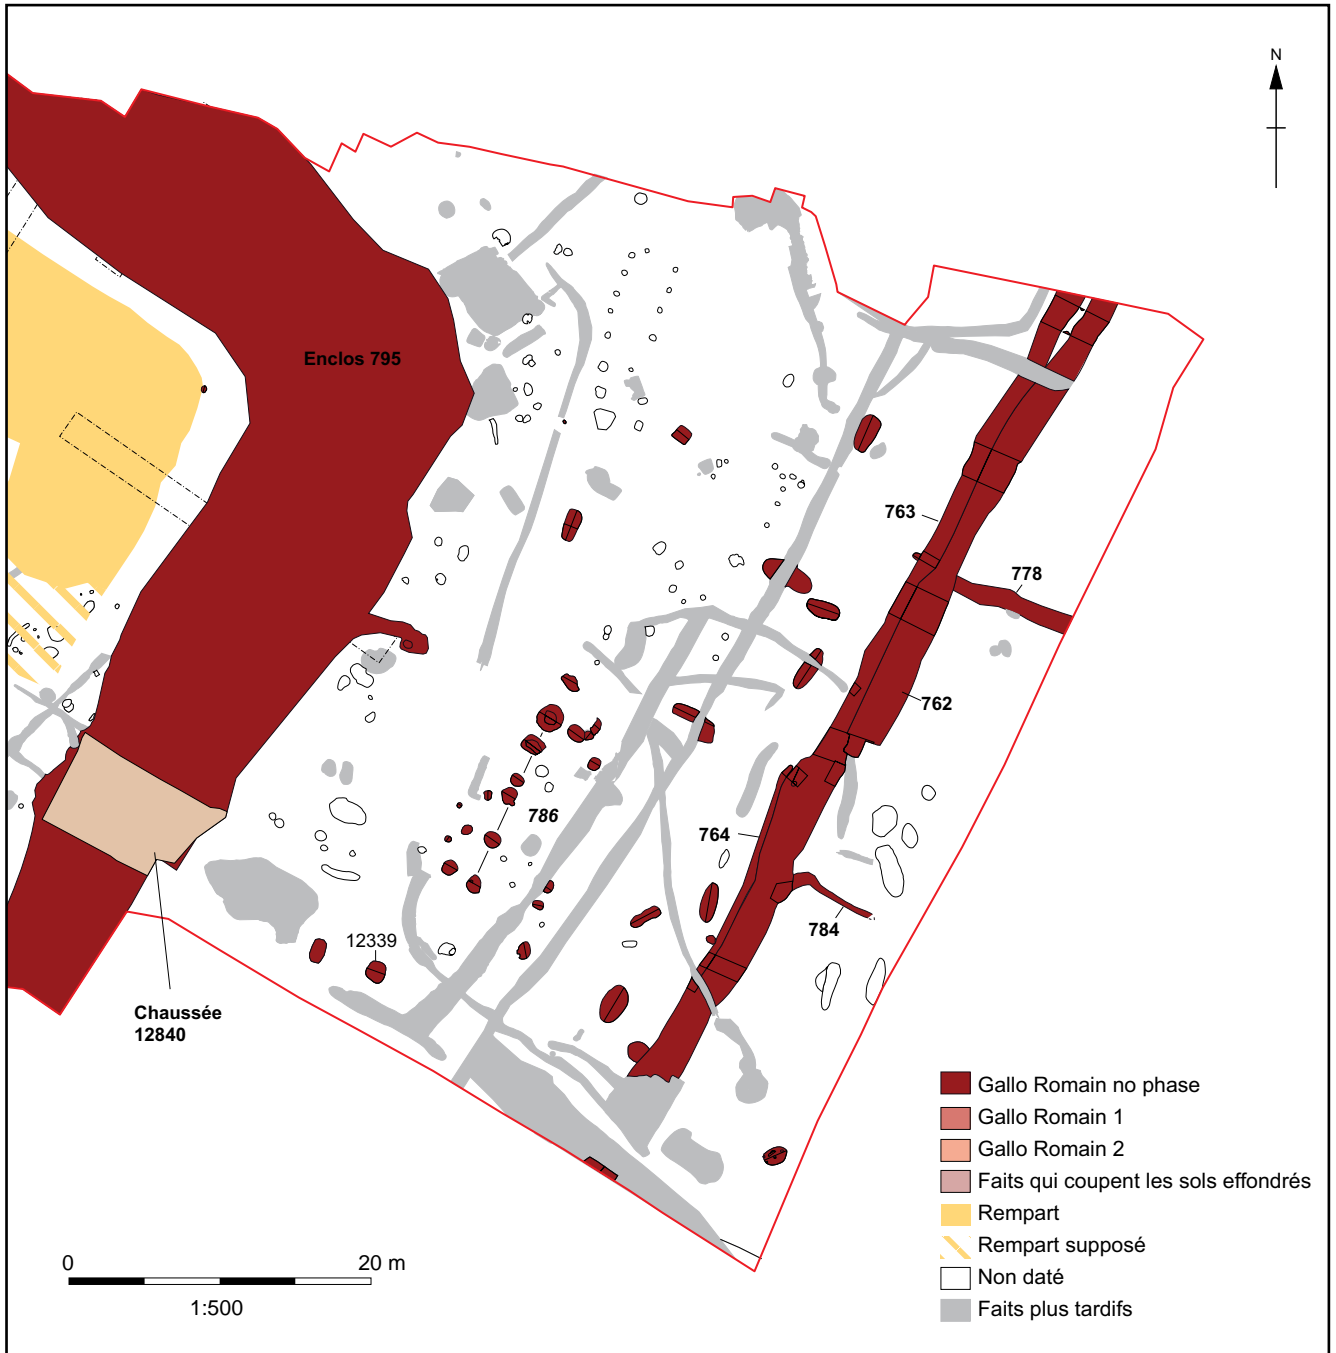 N
Enclos 795
763
778
762
786
764
784
12339
Chaussée
12840
Gallo Romain no phase
Gallo Romain 1
Gallo Romain 2
Faits qui coupent les sols effondrés
Rempart
Rempart supposé
Non daté
Faits plus tardifs
0 20 m
1:500